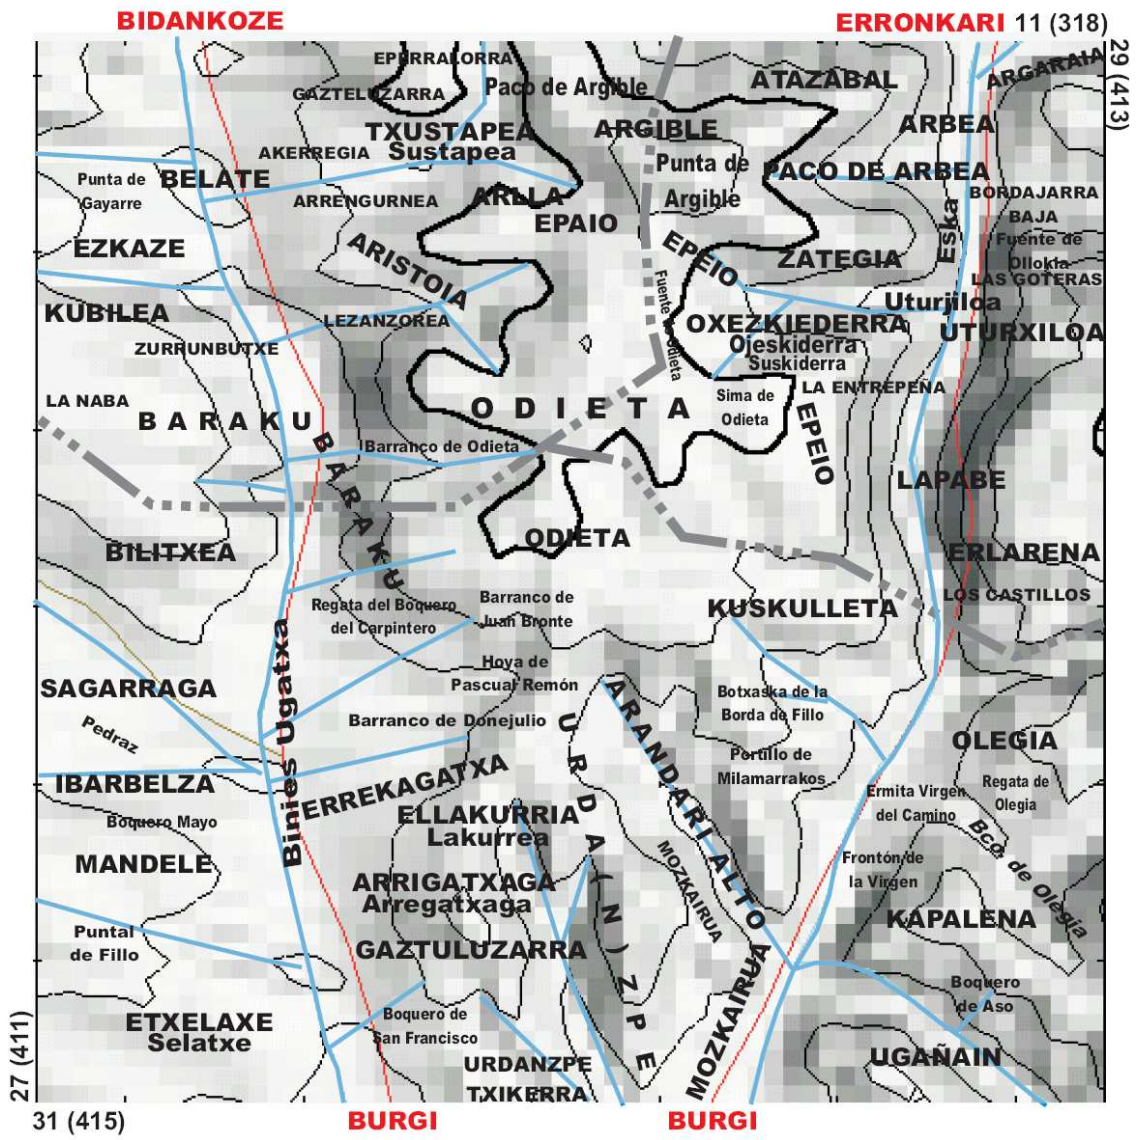 BIDANKOZE
ERRONKARI 11 (318)
29 (413)
EPERRALORRA
GAZTELUZARRA
Paco de Argible
ATAZABAL
ARGARAIA
TXUSTAPEA
Sustapea
ARGIBLE
ARBEA
AKERREGIA
Punta de
Argible
PACO DE ARBEA
Punta de
Gayarre
BELATE
ARRENGURNEA
ARLLA
EPAIO
BORDAJARRA
BAJA
Fuente de
Ollokia
LAS GOTERAS
Eska
EZKAZE
ARISTOIA
EPEIO
ZATEGIA
Fuente de Odieta
Uturjiloa
UTURXILOA
KUBILEA
LEZANZOREA
OXEZKIEDERRA
Ojeskiderra
Suskiderra
ZURRUNBUTXE
LA ENTREPEÑA
LA NABA
BARAKU
ODIETA
Sima de
Odieta
EPEIO
BARAKU
Barranco de Odieta
LAPABE
BILITXEA
ODIETA
ERLARENA
LOS CASTILLOS
Regata del Boquero
del Carpintero
Barranco de
Juan Bronte
KUSKULLETA
Binies Ugatxa
SAGARRAGA
Hoya de
Pascual Remón
ARANDARI ALTO
Botxaska de la
Borda de Fillo
Pedraz
Barranco de Donejulio
URDA(N)ZPE
OLEGIA
Portillo de
Milamarrakos
IBARBELZA
ERREKAGATXA
Ermita Virgen
del Camino
Regata de
Olegia
Boquero Mayo
ELLAKURRIA
Lakurrea
MANDELE
MOZKAIRUA
Frontón de
la Virgen
Bco. de Olegia
ARRIGATXAGA
Arregatxaga
KAPALENA
Puntal
de Fillo
GAZTULUZARRA
MOZKAIRUA
Boquero
de Aso
ETXELAXE
Selatxe
Boquero de
San Francisco
URDANZPE
TXIKERRA
UGAÑAIN
27 (411)
31 (415)
BURGI
BURGI